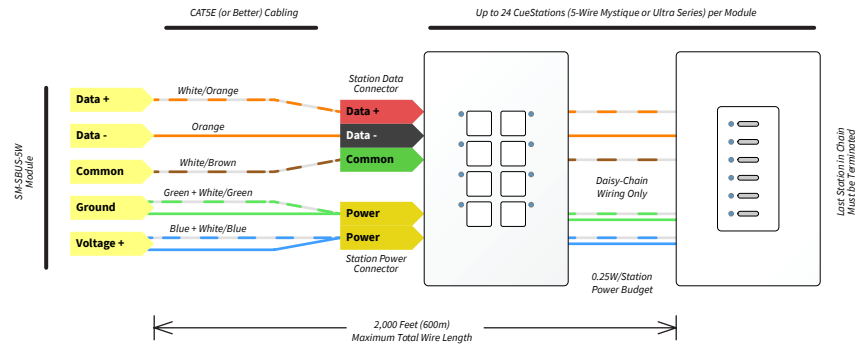 CAT5E (or Better) Cabling
Up to 24 CueStations (5-Wire Mystique or Ultra Series) per Module
SM-SBUS-5W
Module
Data +
White/Orange
Station Data
Connector
Data +
Data -
Orange
Data -
Common
White/Brown
Common
Ground
Green + White/Green
Power
Voltage +
Blue + White/Blue
Power
Station Power
Connector
Daisy-Chain
Wiring Only
0.25W/Station
Power Budget
Last Station in Chain
Must be Terminated
2,000 Feet (600m)
Maximum Total Wire Length